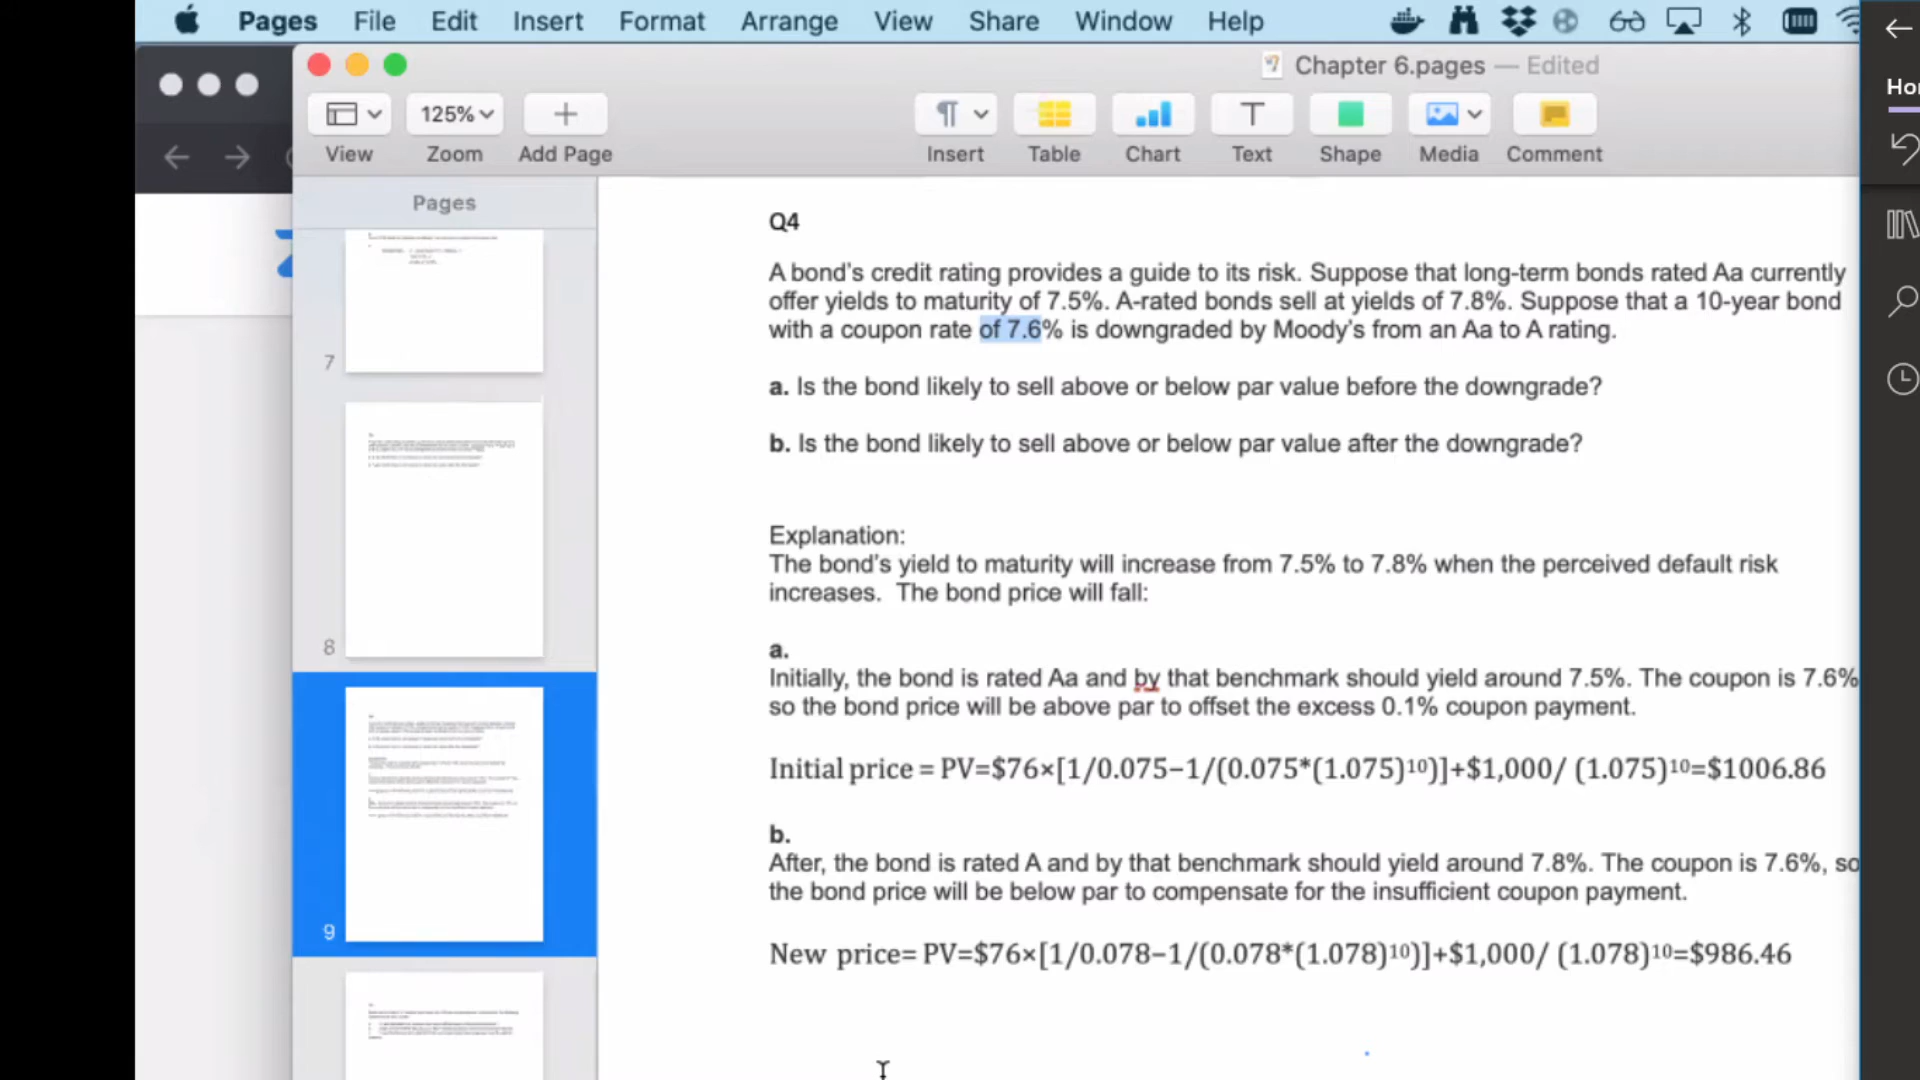 Pages File Edit Insert Format Arrange View Share Window Help
Chapter 6.pages — Edited
125%
View Zoom Add Page Insert Table Chart Text Shape Media Comment
Pages
7
8
9
Q4
A bond's credit rating provides a guide to its risk. Suppose that long-term bonds rated Aa currently
offer yields to maturity of 7.5%. A-rated bonds sell at yields of 7.8%. Suppose that a 10-year bond
with a coupon rate of 7.6% is downgraded by Moody's from an Aa to A rating.
a. Is the bond likely to sell above or below par value before the downgrade?
b. Is the bond likely to sell above or below par value after the downgrade?
Explanation:
The bond's yield to maturity will increase from 7.5% to 7.8% when the perceived default risk
increases.  The bond price will fall:
a.
Initially, the bond is rated Aa and by that benchmark should yield around 7.5%. The coupon is 7.6%
so the bond price will be above par to offset the excess 0.1% coupon payment.
Initial price = PV=$76×[1/0.075−1/(0.075*(1.075)¹⁰)]+$1,000/ (1.075)¹⁰=$1006.86
b.
After, the bond is rated A and by that benchmark should yield around 7.8%. The coupon is 7.6%, so
the bond price will be below par to compensate for the insufficient coupon payment.
New price= PV=$76×[1/0.078−1/(0.078*(1.078)¹⁰)]+$1,000/ (1.078)¹⁰=$986.46